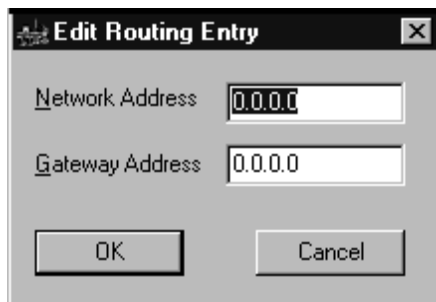 Edit Routing Entry
Network Address 0.0.0.0
Gateway Address 0.0.0.0
OK Cancel